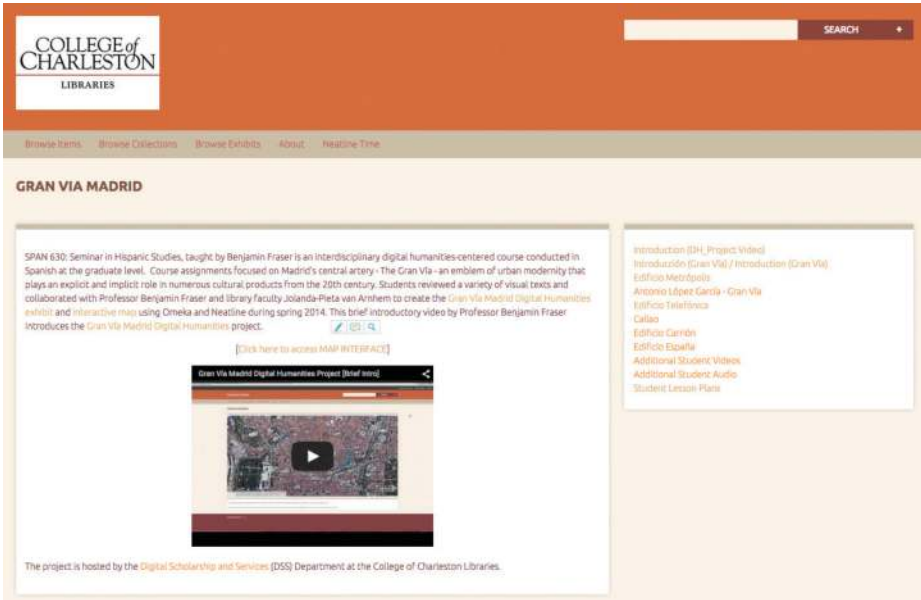 COLLEGE of
CHARLESTON
LIBRARIES
SEARCH +
Browse Items Browse Collections Browse Exhibits About Neatline Time
GRAN VIA MADRID
SPAN 630: Seminar in Hispanic Studies, taught by Benjamin Fraser is an interdisciplinary digital humanities-centered course conducted in
Spanish at the graduate level. Course assignments focused on Madrid's central artery - The Gran Vía - an emblem of urban modernity that
plays an explicit and implicit role in numerous cultural products from the 20th century. Students reviewed a variety of visual texts and
collaborated with Professor Benjamin Fraser and library faculty Jolanda-Pieta van Arnhem to create the Gran Vía Madrid Digital Humanities
exhibit and interactive map using Omeka and Neatline during spring 2014. This brief introductory video by Professor Benjamin Fraser
introduces the Gran Vía Madrid Digital Humanities project.
[Click here to access MAP INTERFACE]
Gran Vía Madrid Digital Humanities Project [Brief Intro]
The project is hosted by the Digital Scholarship and Services (DSS) Department at the College of Charleston Libraries.
Introduction (DH_Project Video)
Introducción (Gran Vía) / Introduction (Gran Vía)
Edificio Metrópolis
Antonio López García - Gran Vía
Edificio Telefónica
Callao
Edificio Carrión
Edificio España
Additional Student Videos
Additional Student Audio
Student Lesson Plans